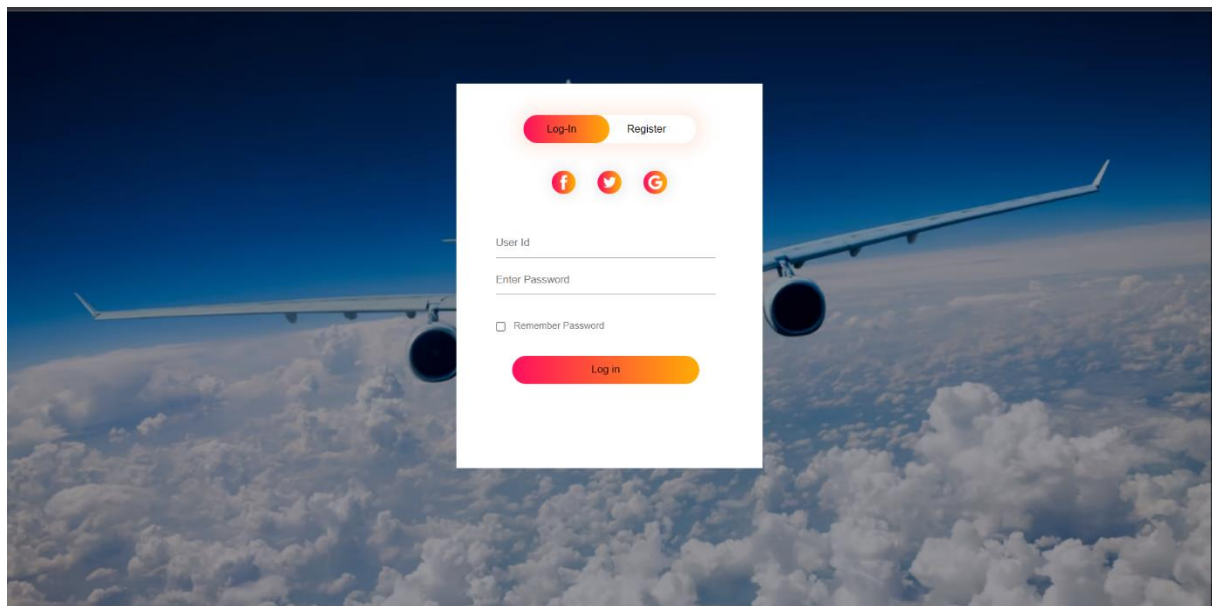 Log-In Register
User Id
Enter Password
Remember Password
Log in